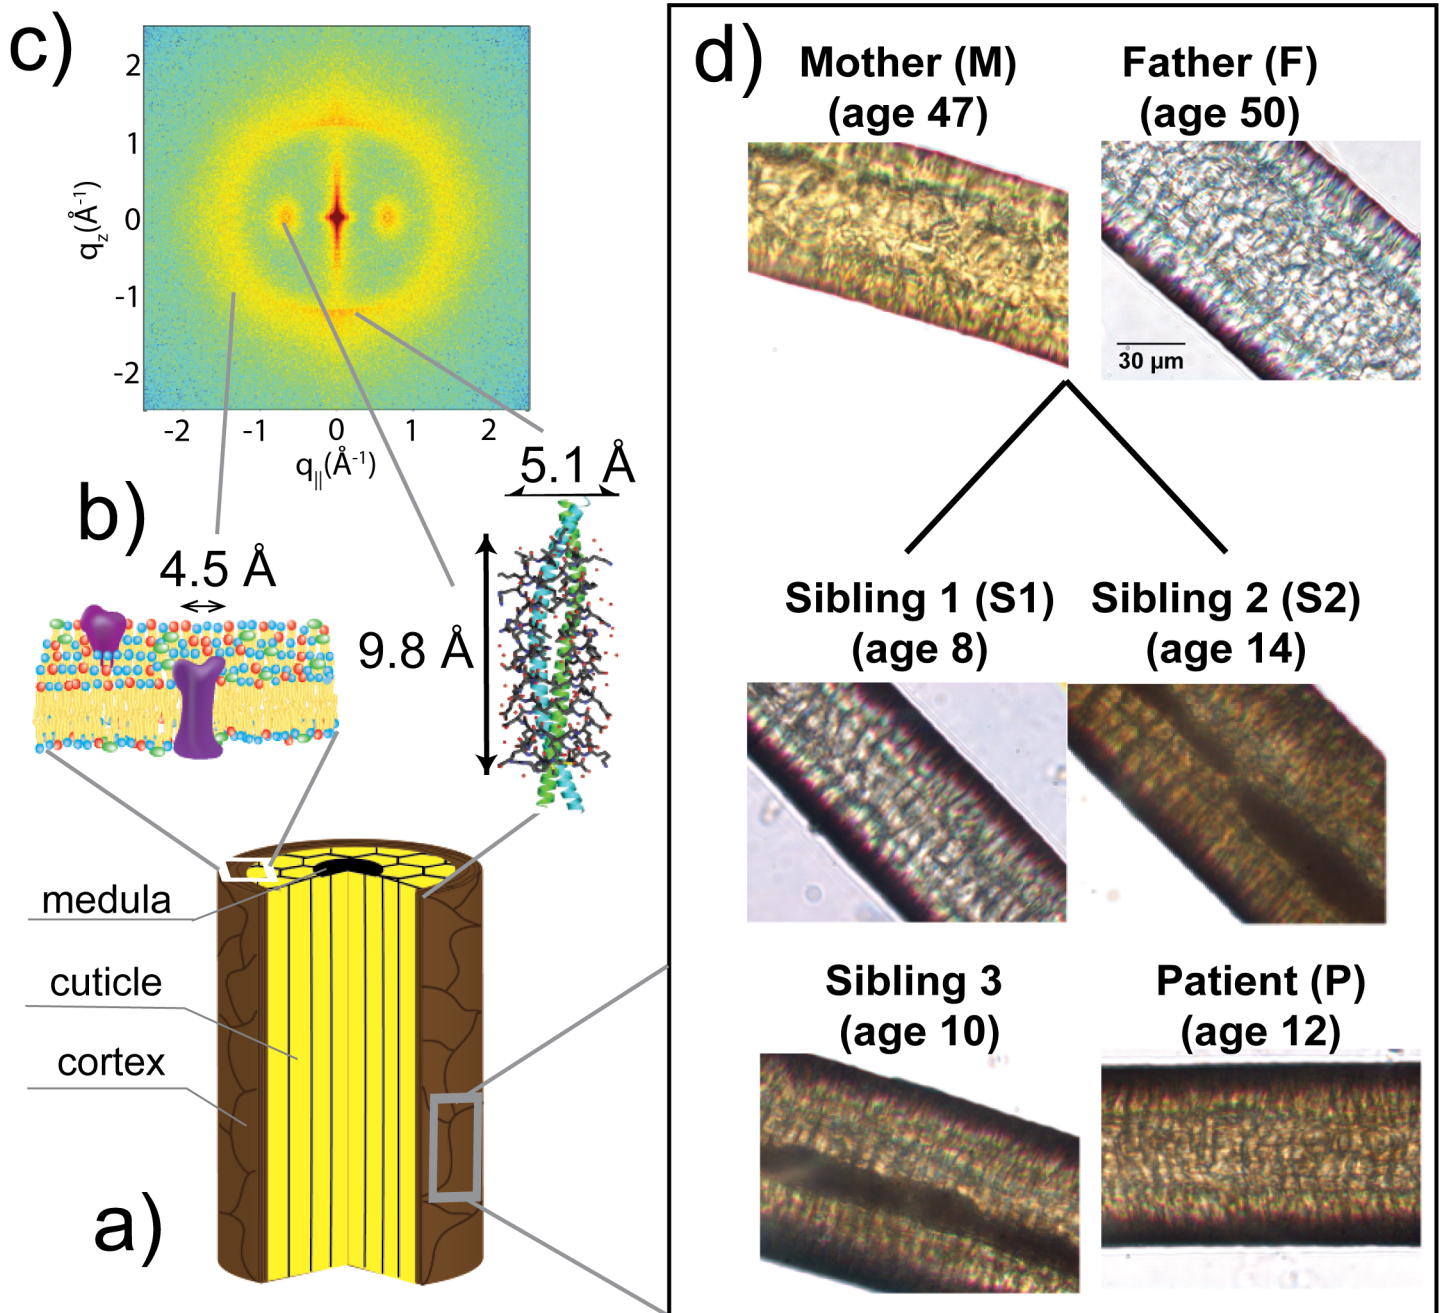 c)
2
1
0
-1
-2
qz(Å-1)
-2 -1 0 1 2
q||(Å-1)
b)
4.5 Å
5.1 Å
9.8 Å
medula
cuticle
cortex
a)
d)
Mother (M)
(age 47)
Father (F)
(age 50)
30 µm
Sibling 1 (S1)
(age 8)
Sibling 2 (S2)
(age 14)
Sibling 3
(age 10)
Patient (P)
(age 12)